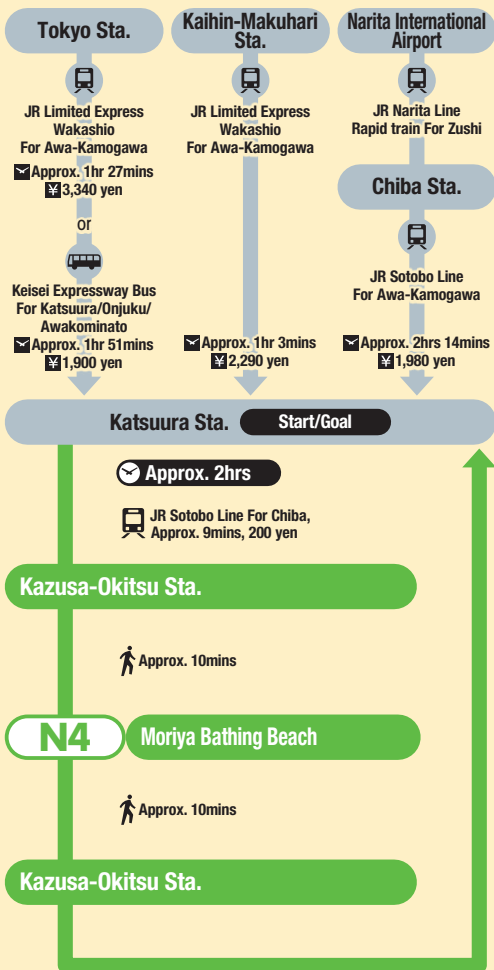 Tokyo Sta.
JR Limited Express
Wakashio
For Awa-Kamogawa
Approx. 1hr 27mins
¥3,340 yen
or
Keisei Expressway Bus
For Katsuura/Onjuku/
Awakominato
Approx. 1hr 51mins
¥1,900 yen
Kaihin-Makuhari
Sta.
JR Limited Express
Wakashio
For Awa-Kamogawa
Approx. 1hr 3mins
¥2,290 yen
Narita International
Airport
JR Narita Line
Rapid train For Zushi
Chiba Sta.
JR Sotobo Line
For Awa-Kamogawa
Approx. 2hrs 14mins
¥1,980 yen
Katsuura Sta. Start/Goal
Approx. 2hrs
JR Sotobo Line For Chiba,
Approx. 9mins, 200 yen
Kazusa-Okitsu Sta.
Approx. 10mins
N4 Moriya Bathing Beach
Approx. 10mins
Kazusa-Okitsu Sta.